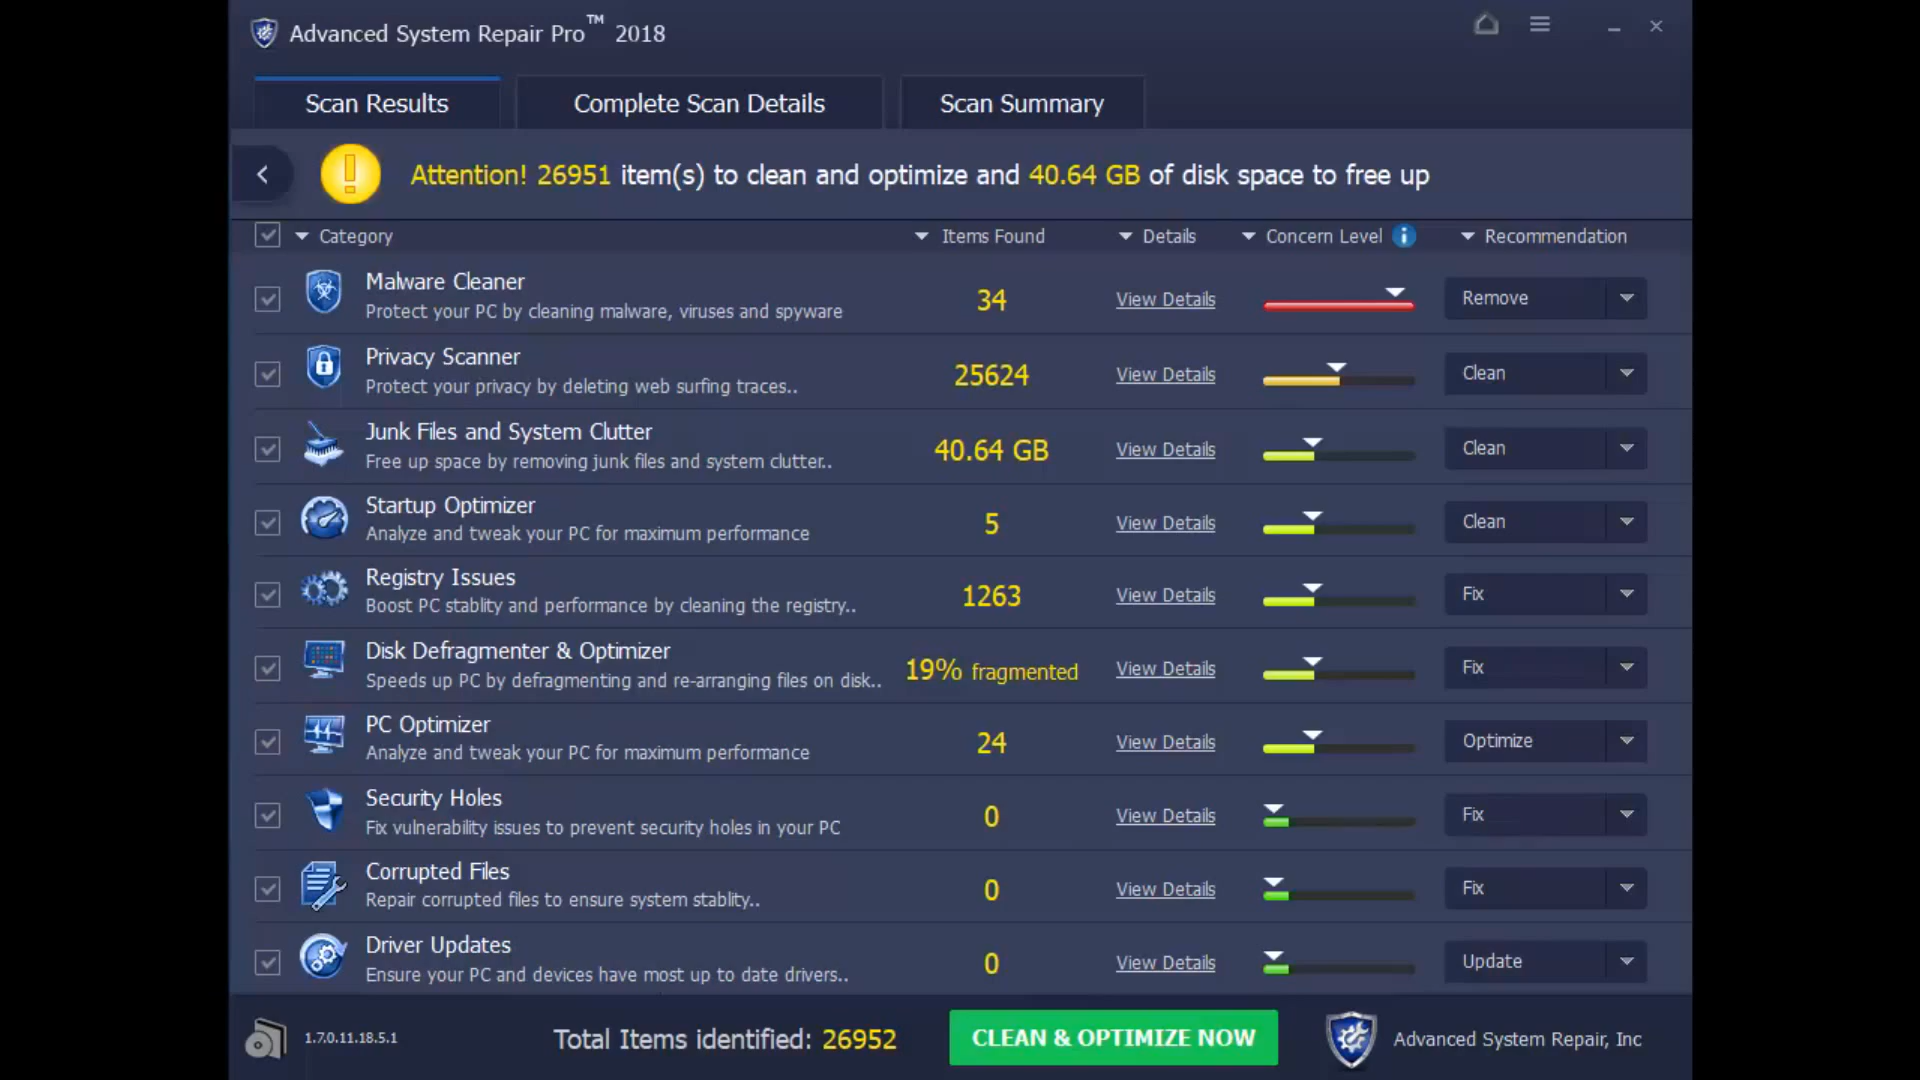 Advanced System Repair Pro™ 2018
Scan Results
Complete Scan Details
Scan Summary
Attention! 26951 item(s) to clean and optimize and 40.64 GB of disk space to free up
Category Items Found Details Concern Level i Recommendation
Malware Cleaner
Protect your PC by cleaning malware, viruses and spyware
34
View Details
Remove
Privacy Scanner
Protect your privacy by deleting web surfing traces..
25624
View Details
Clean
Junk Files and System Clutter
Free up space by removing junk files and system clutter..
40.64 GB
View Details
Clean
Startup Optimizer
Analyze and tweak your PC for maximum performance
5
View Details
Clean
Registry Issues
Boost PC stablity and performance by cleaning the registry..
1263
View Details
Fix
Disk Defragmenter & Optimizer
Speeds up PC by defragmenting and re-arranging files on disk..
19% fragmented
View Details
Fix
PC Optimizer
Analyze and tweak your PC for maximum performance
24
View Details
Optimize
Security Holes
Fix vulnerability issues to prevent security holes in your PC
0
View Details
Fix
Corrupted Files
Repair corrupted files to ensure system stablity..
0
View Details
Fix
Driver Updates
Ensure your PC and devices have most up to date drivers..
0
View Details
Update
1.7.0.11.18.5.1
Total Items identified: 26952
CLEAN & OPTIMIZE NOW
Advanced System Repair, Inc